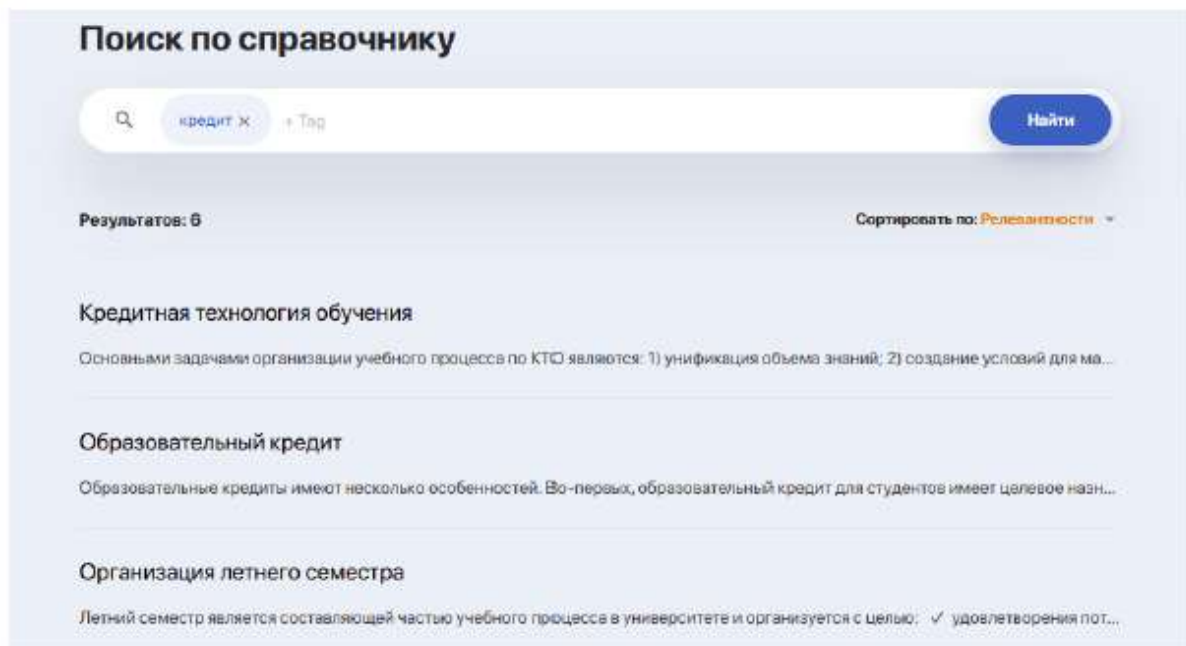 Поиск по справочнику
кредит × + Tag Найти
Результатов: 6 Сортировать по: Релевантности
Кредитная технология обучения
Основными задачами организации учебного процесса по КТО являются: 1) унификация объема знаний; 2) создание условий для ма...
Образовательный кредит
Образовательные кредиты имеют несколько особенностей. Во-первых, образовательный кредит для студентов имеет целевое назн...
Организация летнего семестра
Летний семестр является составляющей частью учебного процесса в университете и организуется с целью: ✓ удовлетворения пот...